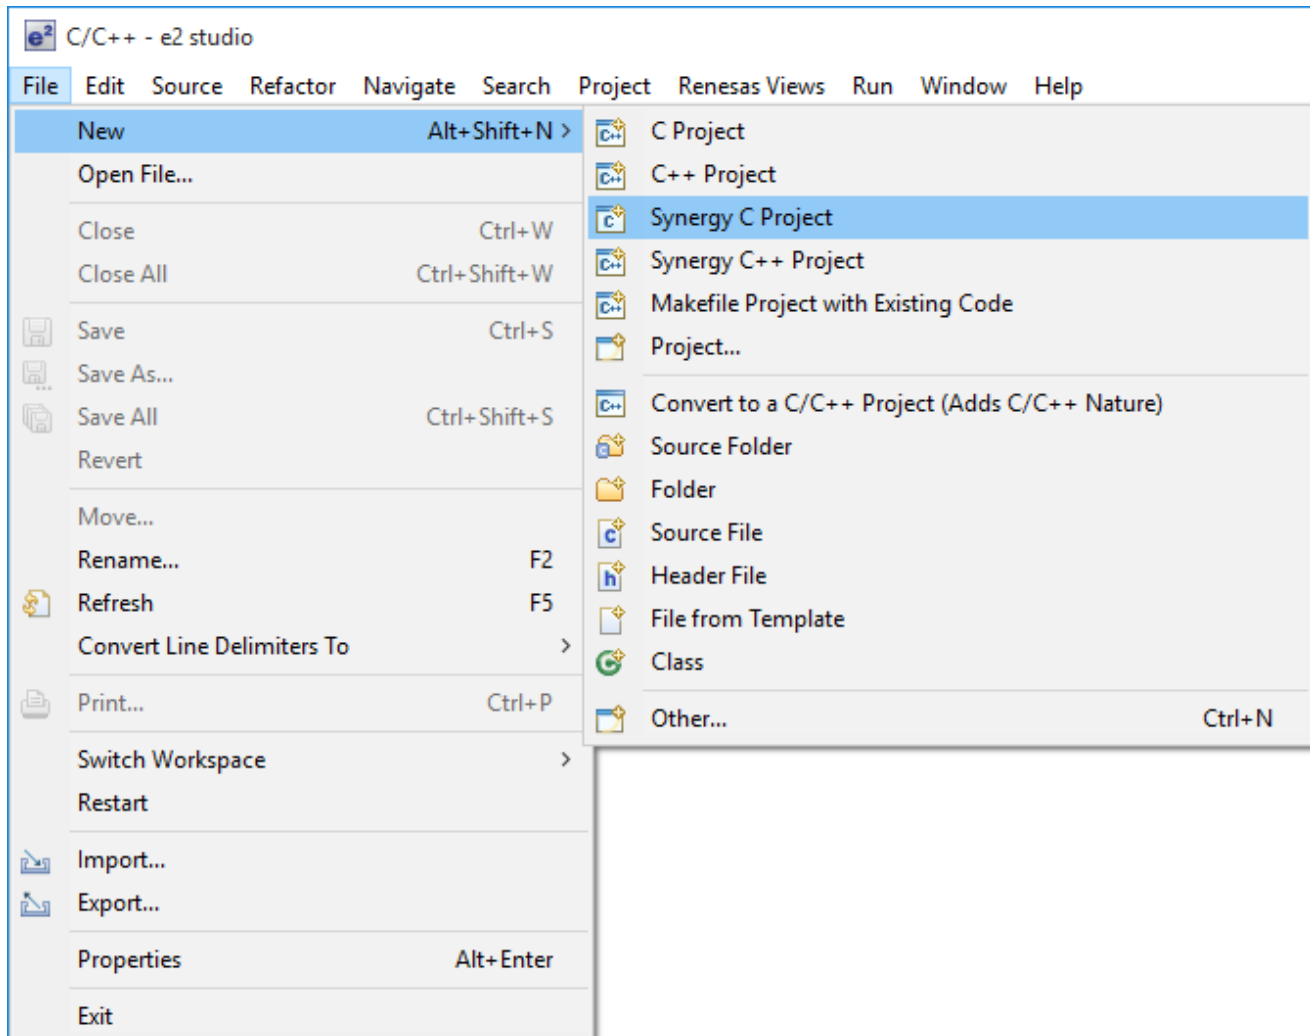 e² C/C++ - e2 studio
File Edit Source Refactor Navigate Search Project Renesas Views Run Window Help
New Alt+Shift+N >
Open File...
Close Ctrl+W
Close All Ctrl+Shift+W
Save Ctrl+S
Save As...
Save All Ctrl+Shift+S
Revert
Move...
Rename... F2
Refresh F5
Convert Line Delimiters To >
Print... Ctrl+P
Switch Workspace >
Restart
Import...
Export...
Properties Alt+Enter
Exit
C++ C Project
C++ C++ Project
C Synergy C Project
C++ Synergy C++ Project
C++ Makefile Project with Existing Code
Project...
C++ Convert to a C/C++ Project (Adds C/C++ Nature)
C Source Folder
Folder
c Source File
h Header File
File from Template
C Class
Other... Ctrl+N